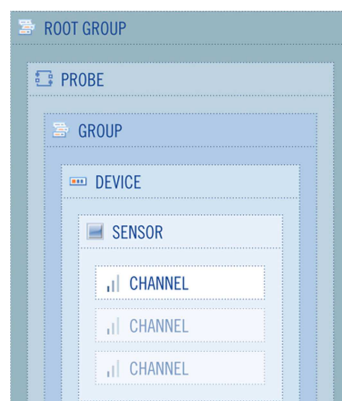 ROOT GROUP
PROBE
GROUP
DEVICE
SENSOR
CHANNEL
CHANNEL
CHANNEL